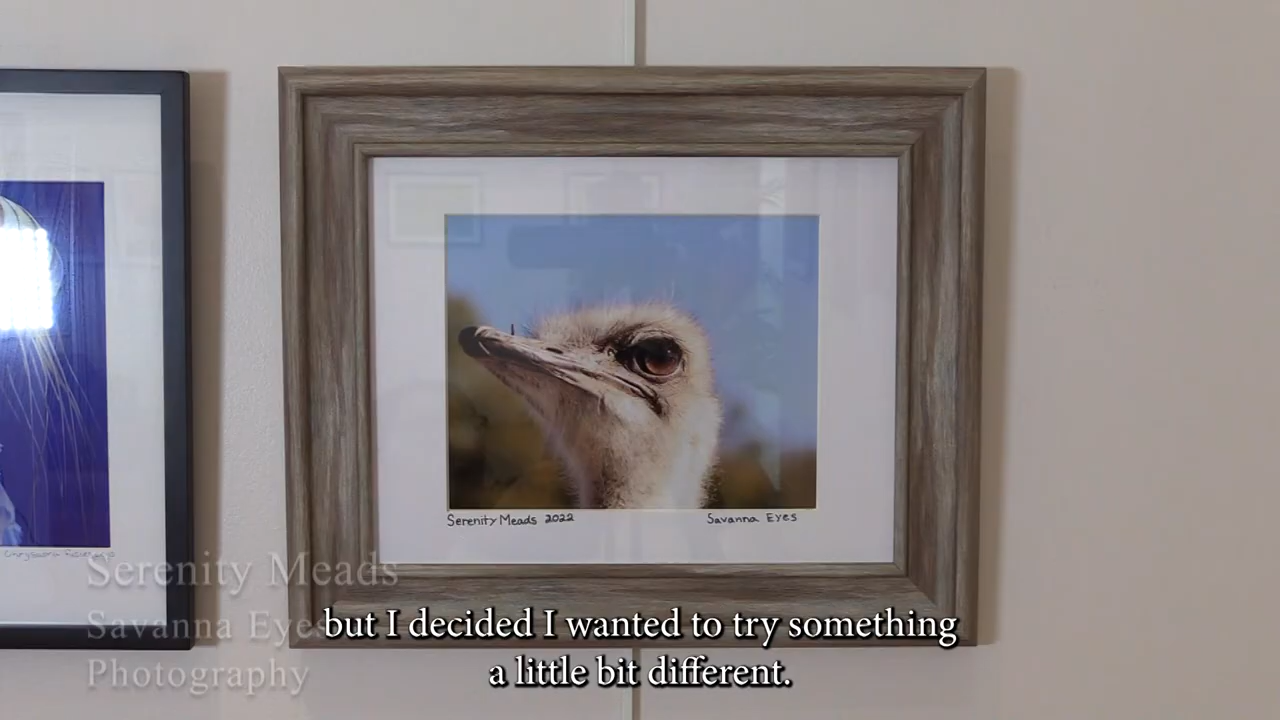 Serenity Meads 2022
Savanna Eyes
Serenity Meads
Savanna Eyes
Photography
but I decided I wanted to try something
a little bit different.